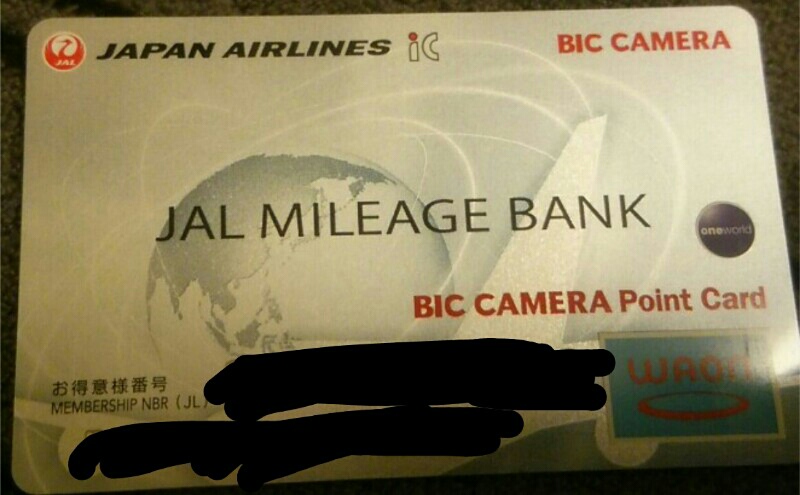 JAL JAPAN AIRLINES iC BIC CAMERA
JAL MILEAGE BANK
oneworld
BIC CAMERA Point Card
WAON
お得意様番号
MEMBERSHIP NBR (JL)